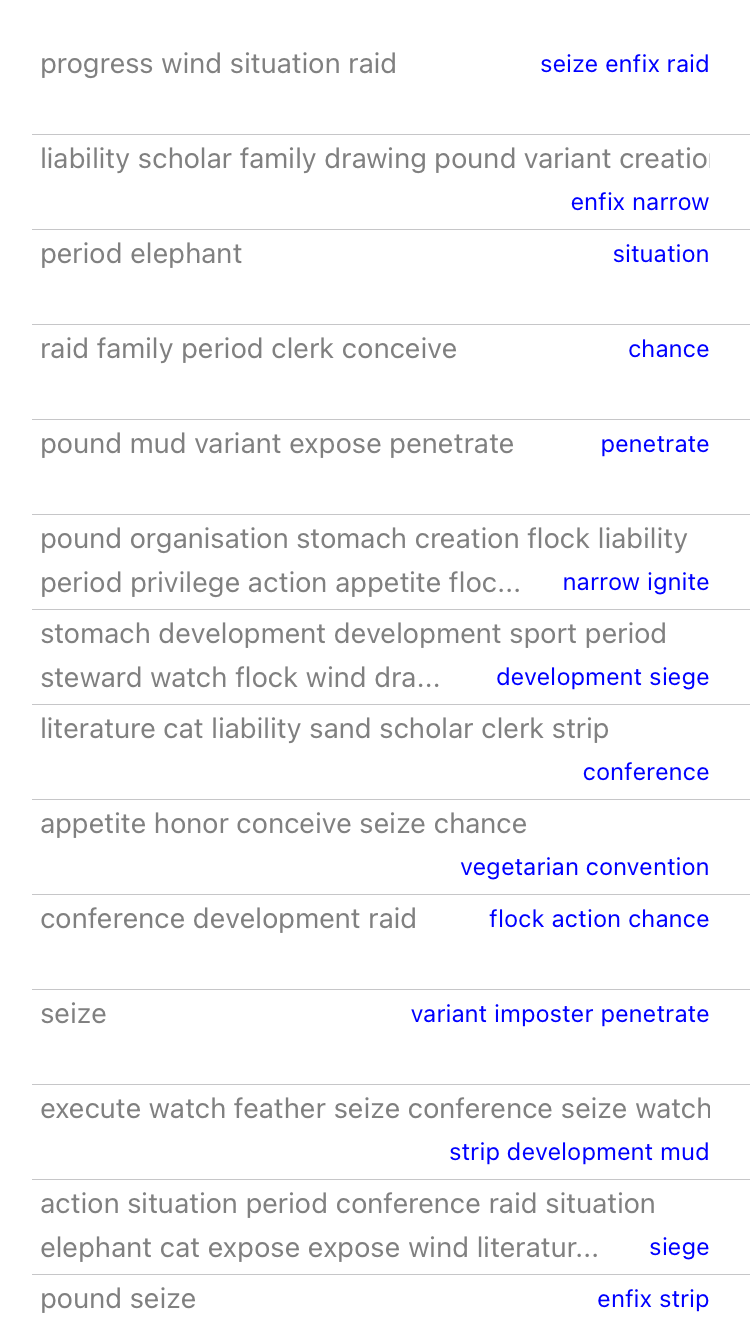 progress wind situation raid seize enfix raid
liability scholar family drawing pound variant creatio
enfix narrow
period elephant situation
raid family period clerk conceive chance
pound mud variant expose penetrate penetrate
pound organisation stomach creation flock liability
period privilege action appetite floc... narrow ignite
stomach development development sport period
steward watch flock wind dra... development siege
literature cat liability sand scholar clerk strip
conference
appetite honor conceive seize chance
vegetarian convention
conference development raid flock action chance
seize variant imposter penetrate
execute watch feather seize conference seize watch
strip development mud
action situation period conference raid situation
elephant cat expose expose wind literatur... siege
pound seize enfix strip